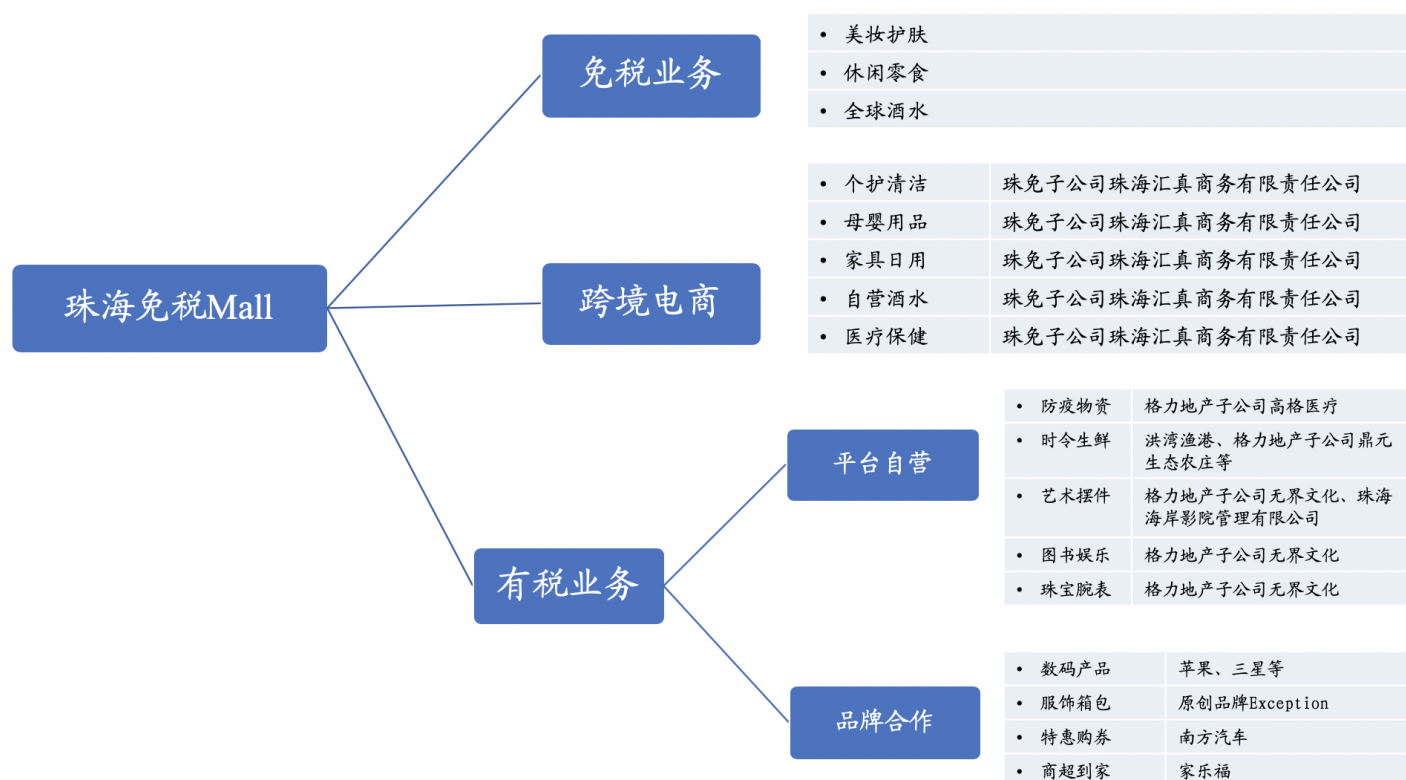 珠海免税Mall
免税业务
• 美妆护肤
• 休闲零食
• 全球酒水
跨境电商
• 个护清洁 珠免子公司珠海汇真商务有限责任公司
• 母婴用品 珠免子公司珠海汇真商务有限责任公司
• 家具日用 珠免子公司珠海汇真商务有限责任公司
• 自营酒水 珠免子公司珠海汇真商务有限责任公司
• 医疗保健 珠免子公司珠海汇真商务有限责任公司
有税业务
平台自营
• 防疫物资 格力地产子公司高格医疗
• 时令生鲜 洪湾渔港、格力地产子公司鼎元
生态农庄等
• 艺术摆件 格力地产子公司无界文化、珠海
海岸影院管理有限公司
• 图书娱乐 格力地产子公司无界文化
• 珠宝腕表 格力地产子公司无界文化
品牌合作
• 数码产品 苹果、三星等
• 服饰箱包 原创品牌Exception
• 特惠购券 南方汽车
• 商超到家 家乐福